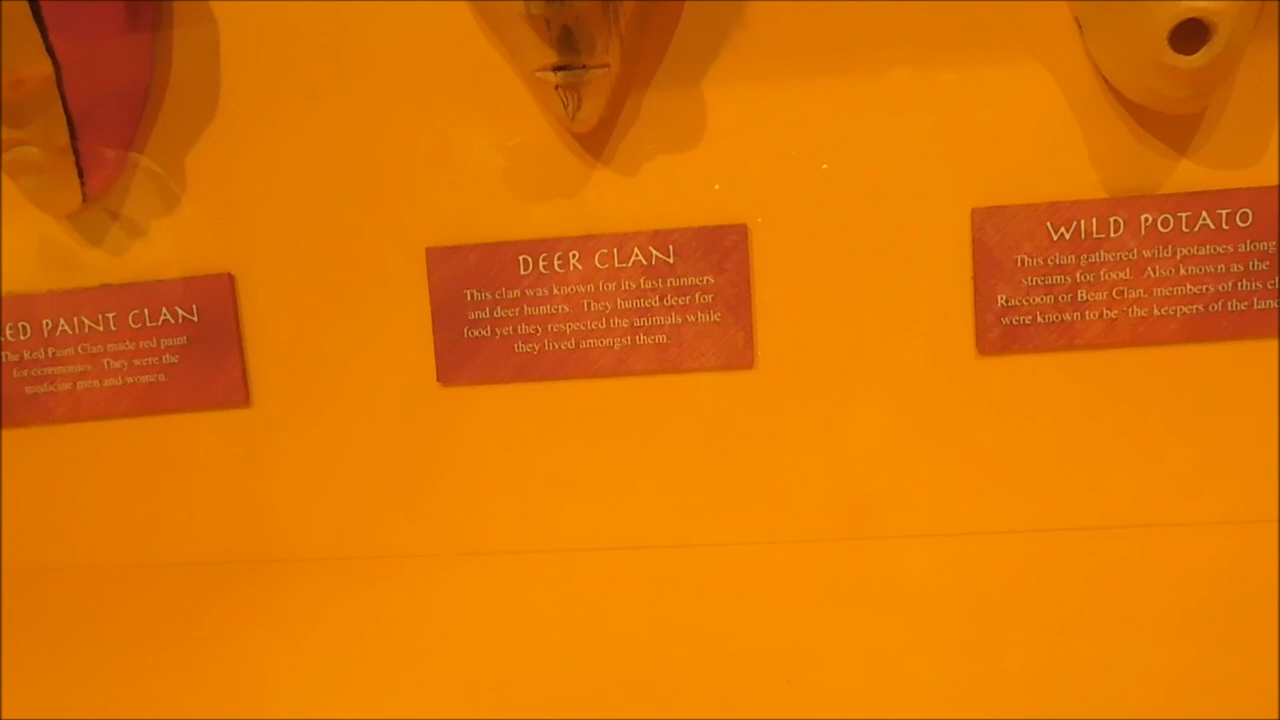 RED PAINT CLAN
The Red Paint Clan made red paint
for ceremonies. They were the
medicine men and women.
DEER CLAN
This clan was known for its fast runners
and deer hunters. They hunted deer for
food yet they respected the animals while
they lived amongst them.
WILD POTATO
This clan gathered wild potatoes along
streams for food. Also known as the
Raccoon or Bear Clan, members of this
were known to be "the keepers of the